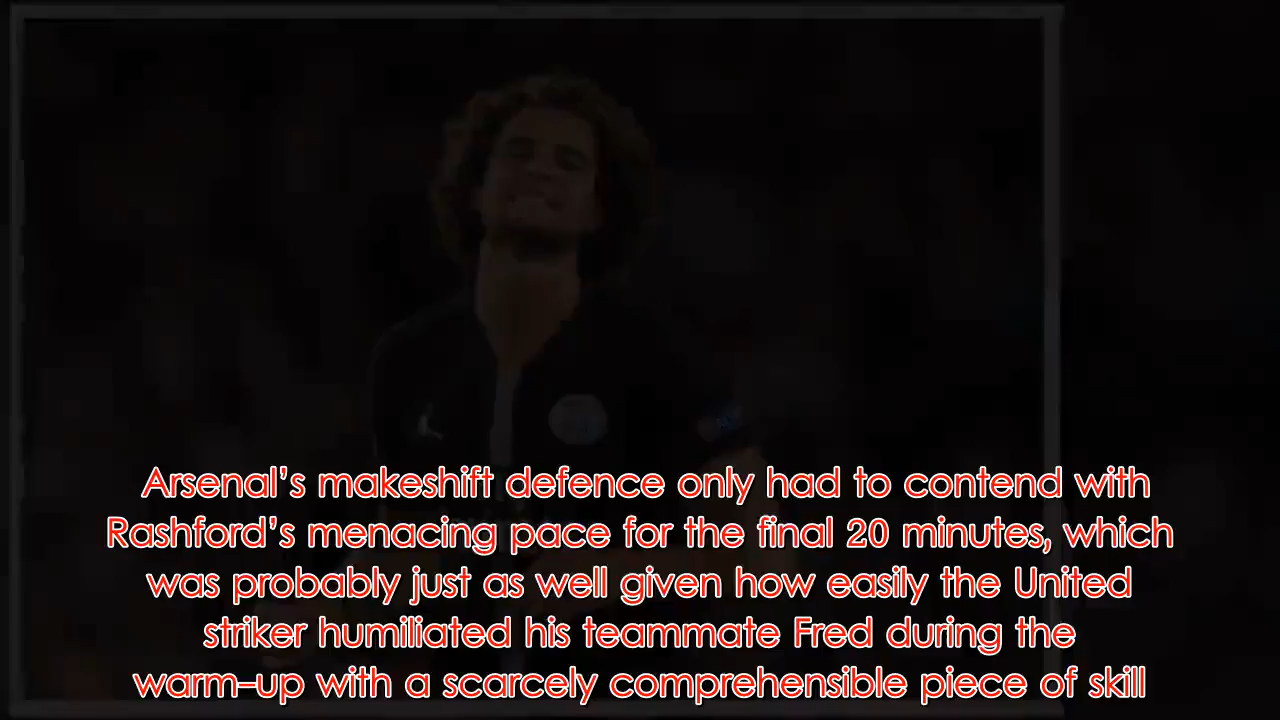 Arsenal’s makeshift defence only had to contend with
Rashford’s menacing pace for the final 20 minutes, which
was probably just as well given how easily the United
striker humiliated his teammate Fred during the
warm–up with a scarcely comprehensible piece of skill